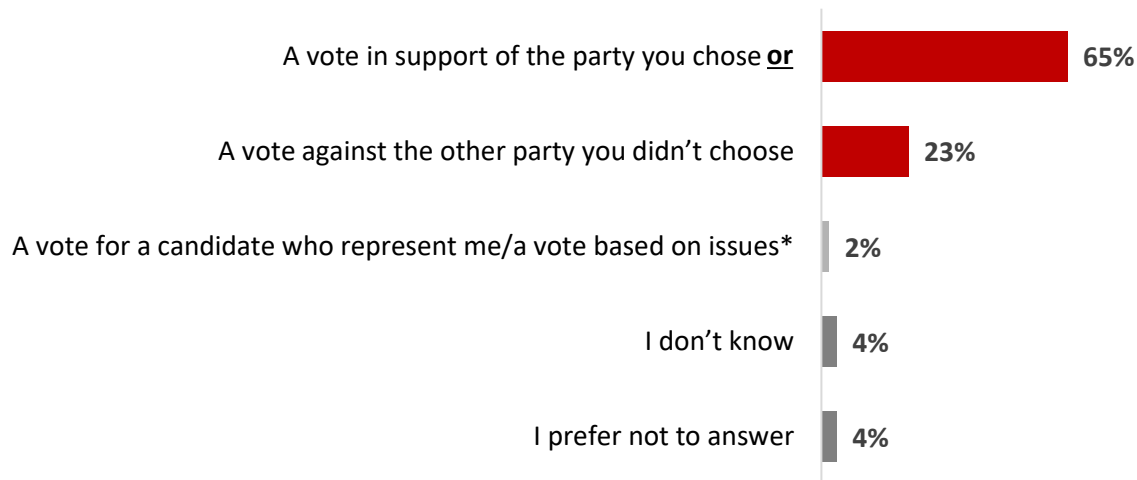 A vote in support of the party you chose or 65%
A vote against the other party you didn’t choose 23%
A vote for a candidate who represent me/a vote based on issues* 2%
I don’t know 4%
I prefer not to answer 4%